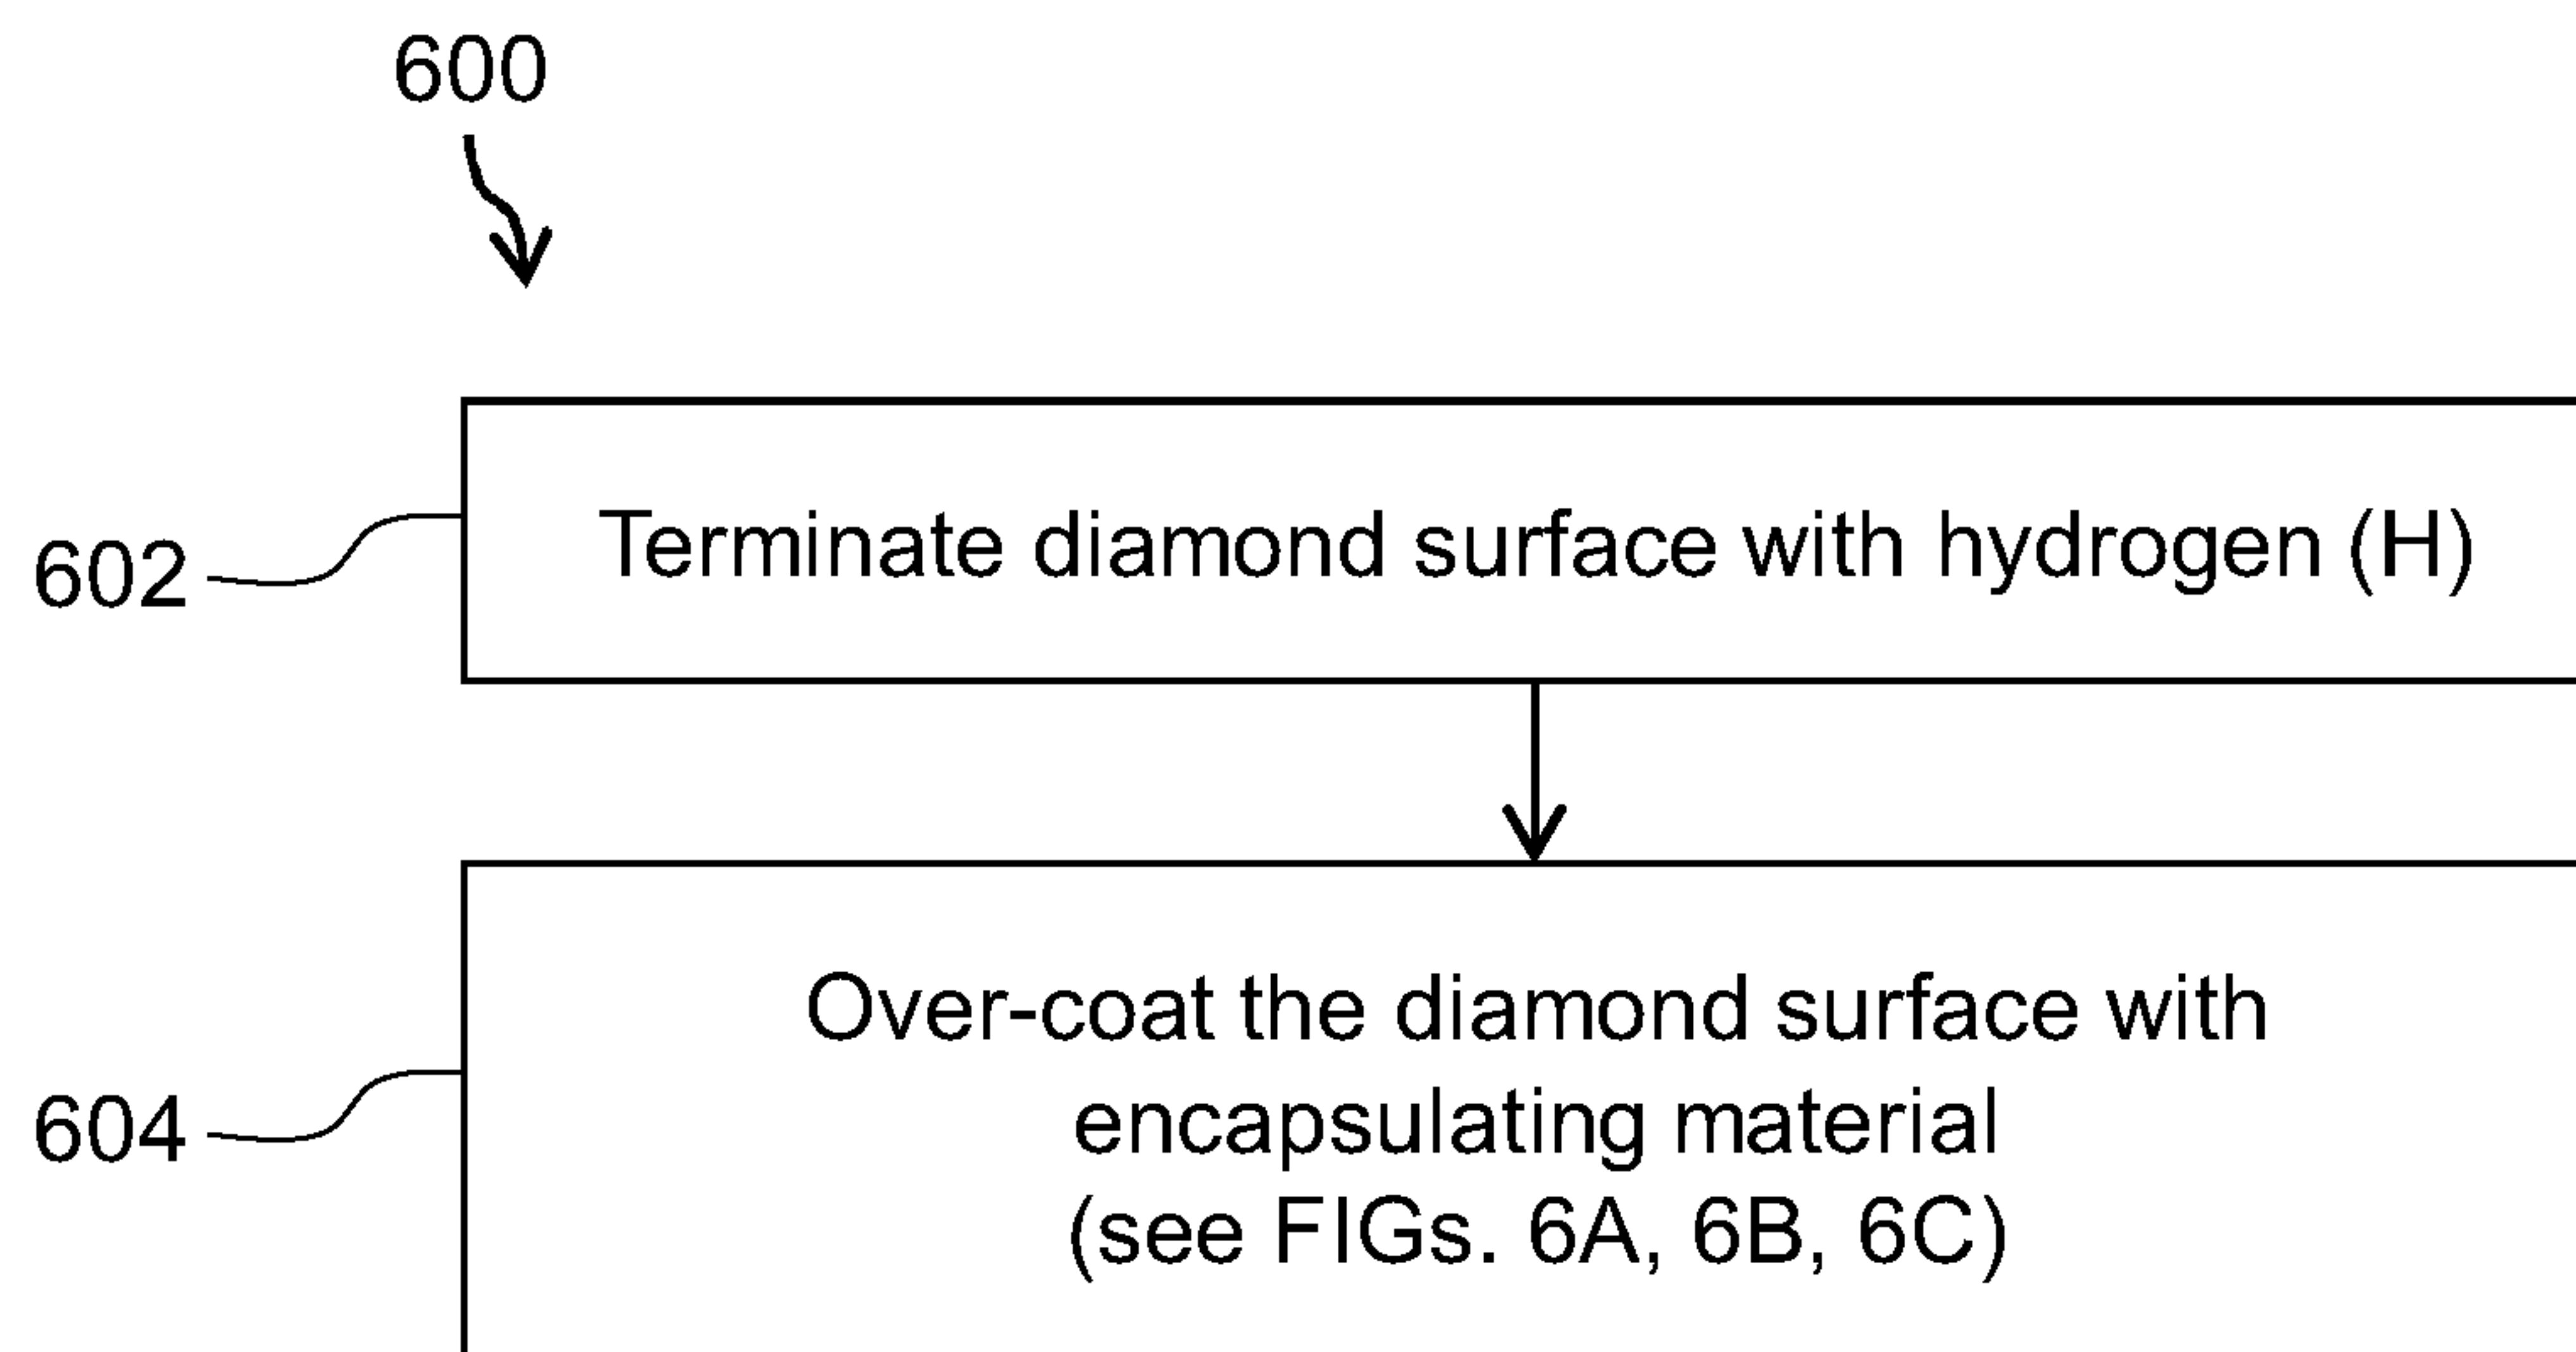 600
602
Terminate diamond surface with hydrogen (H)
604
Over-coat the diamond surface with
encapsulating material
(see FIGs. 6A, 6B, 6C)